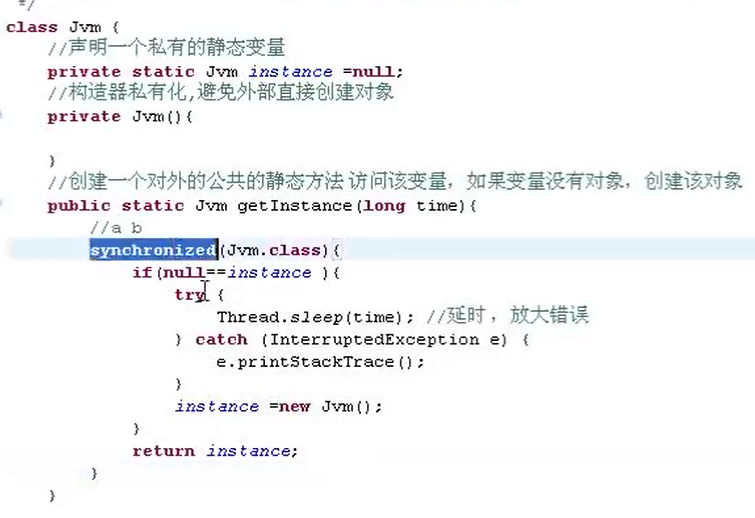 */
class Jvm {
//声明一个私有的静态变量
private static Jvm instance =null;
//构造器私有化,避免外部直接创建对象
private Jvm(){
}
//创建一个对外的公共的静态方法 访问该变量，如果变量没有对象，创建该对象
public static Jvm getInstance(long time){
//a b
synchronized(Jvm.class){
if(null==instance ){
try {
Thread.sleep(time); //延时，放大错误
} catch (InterruptedException e) {
e.printStackTrace();
}
instance =new Jvm();
}
return instance;
}
}